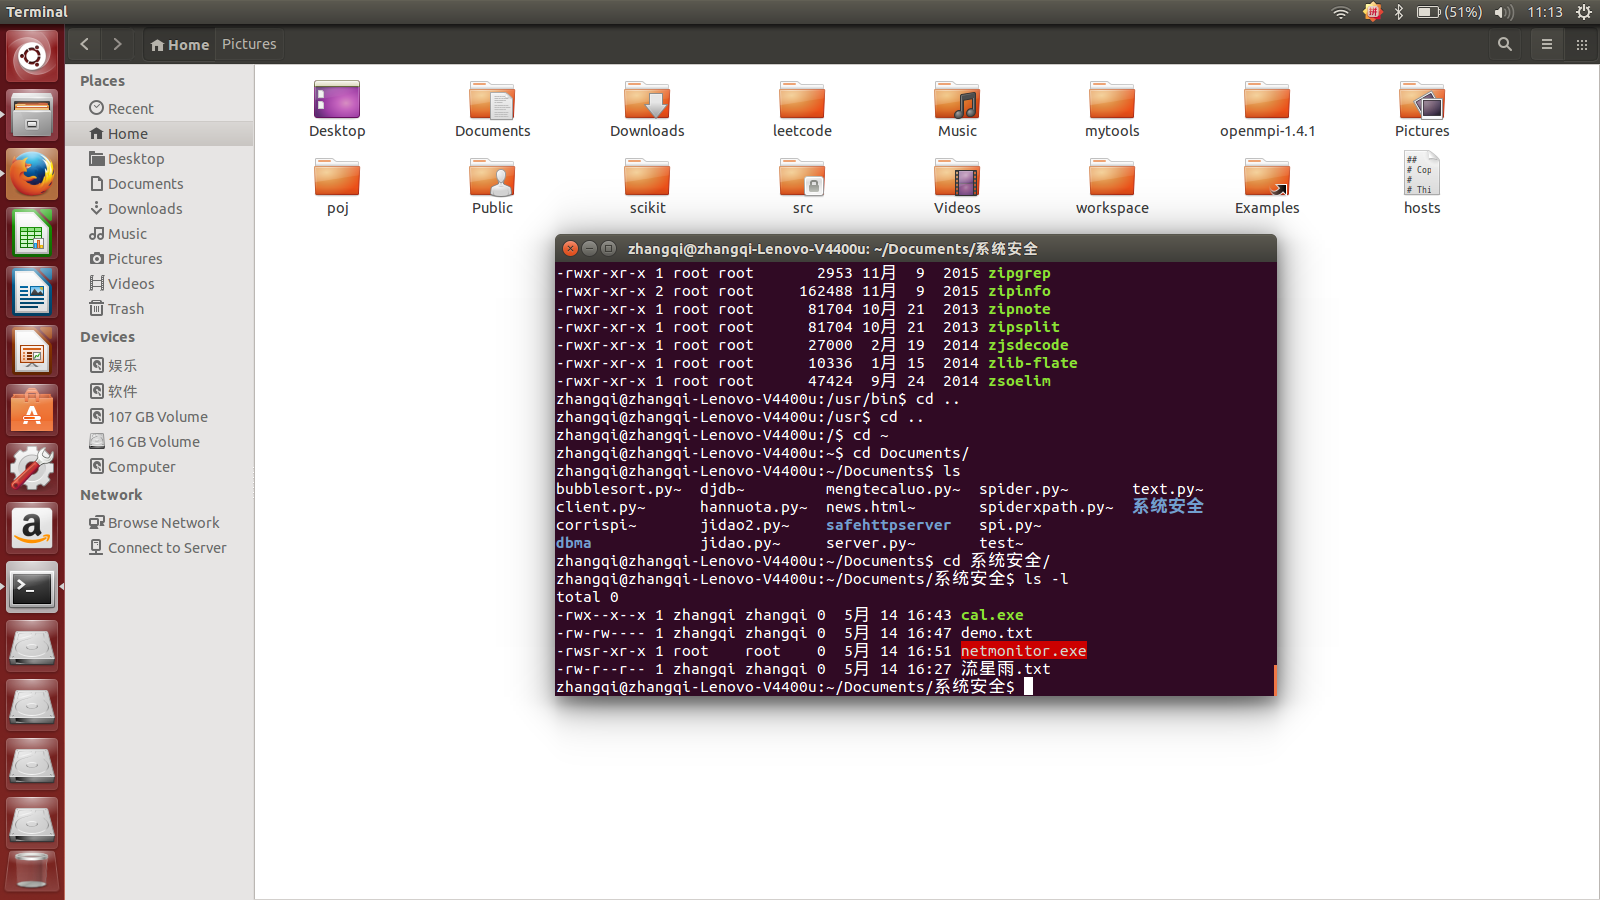 Terminal
(51%) 11:13
Home Pictures
Places
Recent
Home
Desktop
Documents
Downloads
Music
Pictures
Videos
Trash
Devices
娱乐
软件
107 GB Volume
16 GB Volume
Computer
Network
Browse Network
Connect to Server
Desktop Documents Downloads leetcode Music mytools openmpi-1.4.1 Pictures
##
# Cop
#
# Thi
poj Public scikit src Videos workspace Examples hosts
zhangqi@zhangqi-Lenovo-V4400u: ~/Documents/系统安全
-rwxr-xr-x 1 root root 2953 11月 9 2015 zipgrep
-rwxr-xr-x 2 root root 162488 11月 9 2015 zipinfo
-rwxr-xr-x 1 root root 81704 10月 21 2013 zipnote
-rwxr-xr-x 1 root root 81704 10月 21 2013 zipsplit
-rwxr-xr-x 1 root root 27000 2月 19 2014 zjsdecode
-rwxr-xr-x 1 root root 10336 1月 15 2014 zlib-flate
-rwxr-xr-x 1 root root 47424 9月 24 2014 zsoelim
zhangqi@zhangqi-Lenovo-V4400u:/usr/bin$ cd ..
zhangqi@zhangqi-Lenovo-V4400u:/usr$ cd ..
zhangqi@zhangqi-Lenovo-V4400u:/$ cd ~
zhangqi@zhangqi-Lenovo-V4400u:~$ cd Documents/
zhangqi@zhangqi-Lenovo-V4400u:~/Documents$ ls
bubblesort.py~ djdb~ mengtecaluo.py~ spider.py~ text.py~
client.py~ hannuota.py~ news.html~ spiderxpath.py~ 系统安全
corrispi~ jidao2.py~ safehttpserver spi.py~
dbma jidao.py~ server.py~ test~
zhangqi@zhangqi-Lenovo-V4400u:~/Documents$ cd 系统安全/
zhangqi@zhangqi-Lenovo-V4400u:~/Documents/系统安全$ ls -l
total 0
-rwx--x--x 1 zhangqi zhangqi 0 5月 14 16:43 cal.exe
-rw-rw---- 1 zhangqi zhangqi 0 5月 14 16:47 demo.txt
-rwsr-xr-x 1 root root 0 5月 14 16:51 netmonitor.exe
-rw-r--r-- 1 zhangqi zhangqi 0 5月 14 16:27 流星雨.txt
zhangqi@zhangqi-Lenovo-V4400u:~/Documents/系统安全$